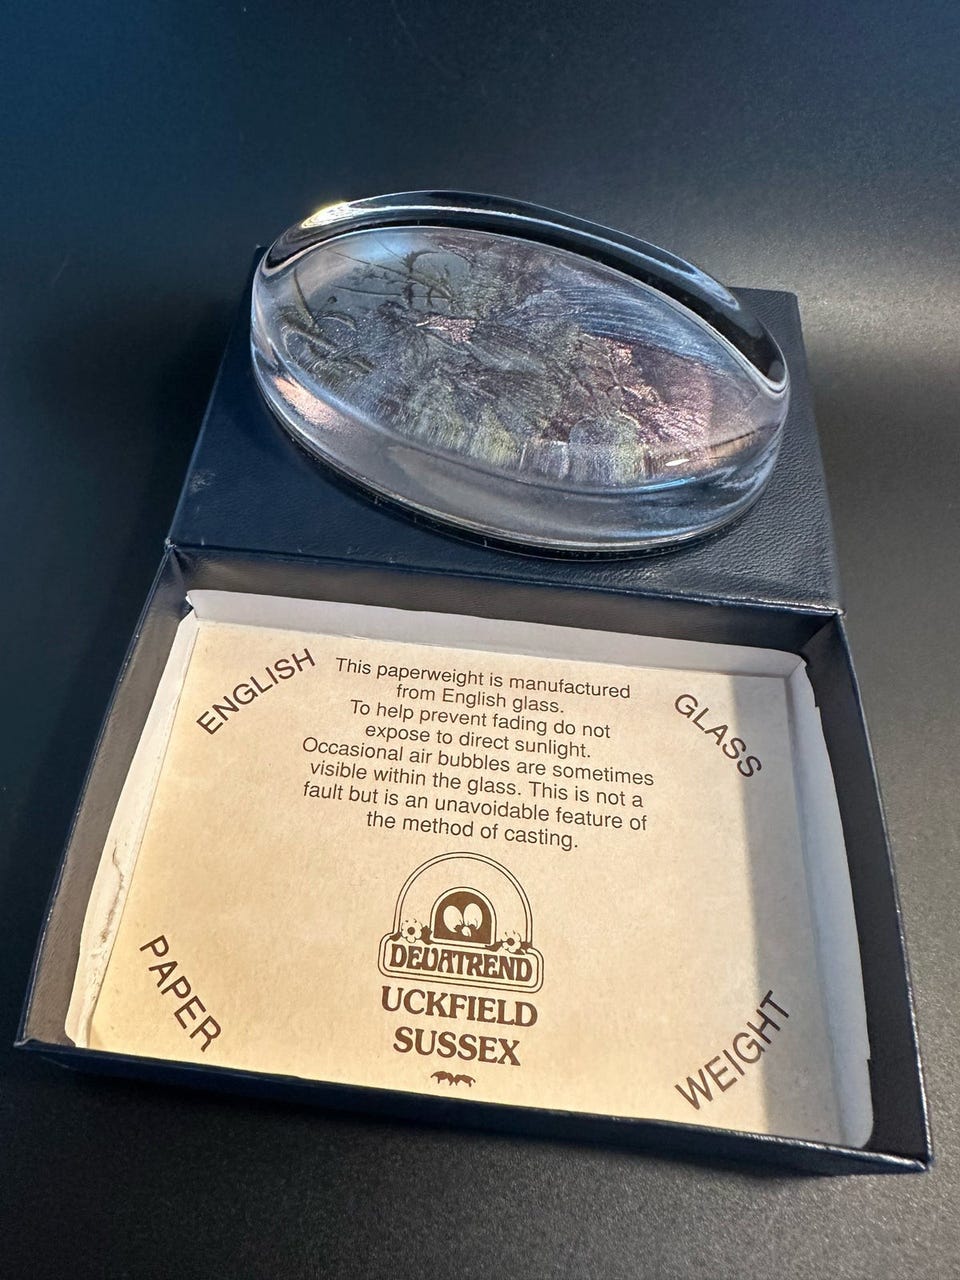 ENGLISH
GLASS
This paperweight is manufactured
from English glass.
To help prevent fading do not
expose to direct sunlight.
Occasional air bubbles are sometimes
visible within the glass. This is not a
fault but is an unavoidable feature of
the method of casting.
DEVATREND
UCKFIELD
SUSSEX
PAPER
WEIGHT